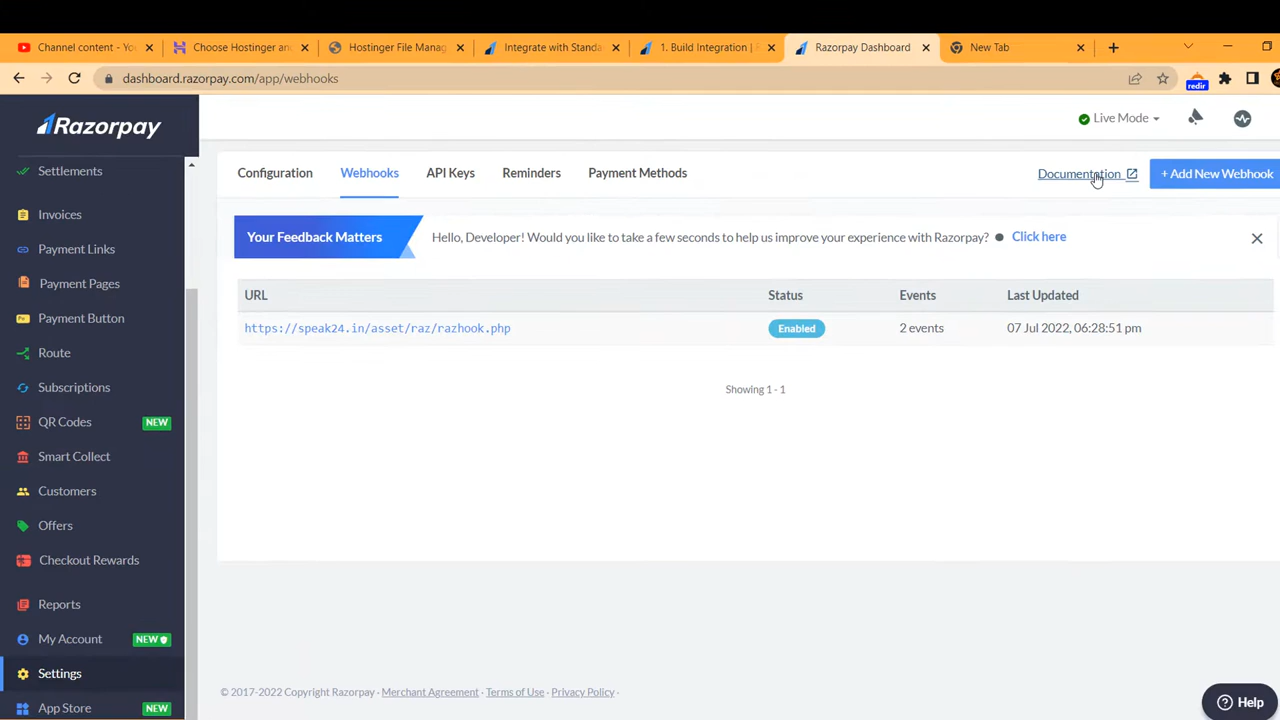 Channel content - You
Choose Hostinger an
Hostinger File Manag
Integrate with Standa
1. Build Integration |
Razorpay Dashboard
New Tab
dashboard.razorpay.com/app/webhooks
redir
Razorpay
Live Mode
Settlements
Invoices
Payment Links
Payment Pages
Payment Button
Route
Subscriptions
QR Codes NEW
Smart Collect
Customers
Offers
Checkout Rewards
Reports
My Account NEW
Settings
App Store NEW
Configuration Webhooks API Keys Reminders Payment Methods Documentation + Add New Webhook
Your Feedback Matters Hello, Developer! Would you like to take a few seconds to help us improve your experience with Razorpay? Click here
URL Status Events Last Updated
https://speak24.in/asset/raz/razhook.php Enabled 2 events 07 Jul 2022, 06:28:51 pm
Showing 1 - 1
© 2017-2022 Copyright Razorpay · Merchant Agreement · Terms of Use · Privacy Policy ·
Help